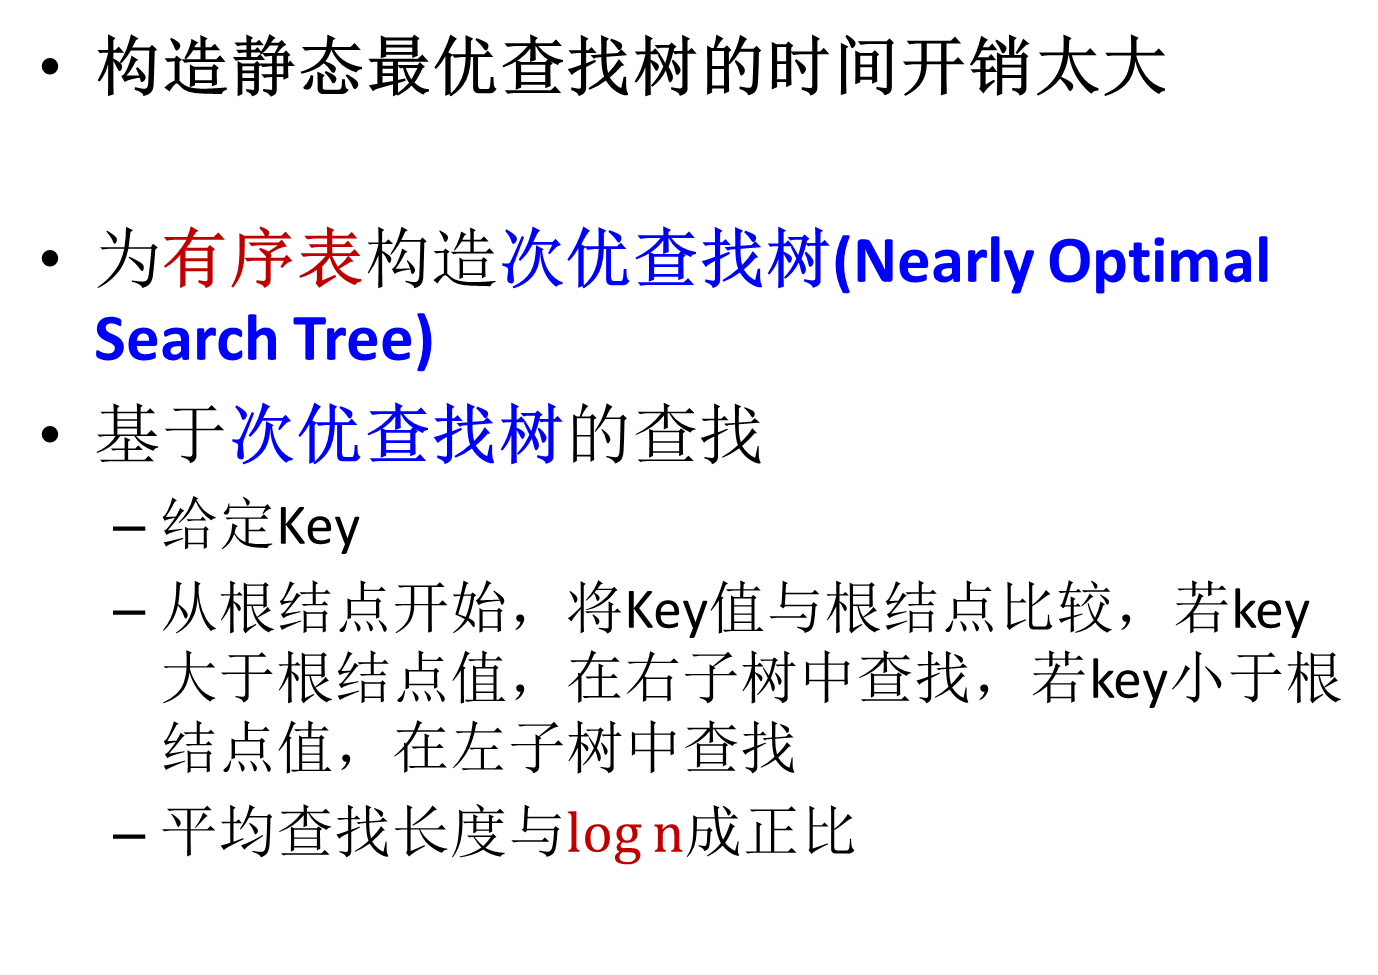 • 构造静态最优查找树的时间开销太大
• 为有序表构造次优查找树(Nearly Optimal
Search Tree)
• 基于次优查找树的查找
– 给定Key
– 从根结点开始，将Key值与根结点比较，若key
大于根结点值，在右子树中查找，若key小于根
结点值，在左子树中查找
– 平均查找长度与log n成正比